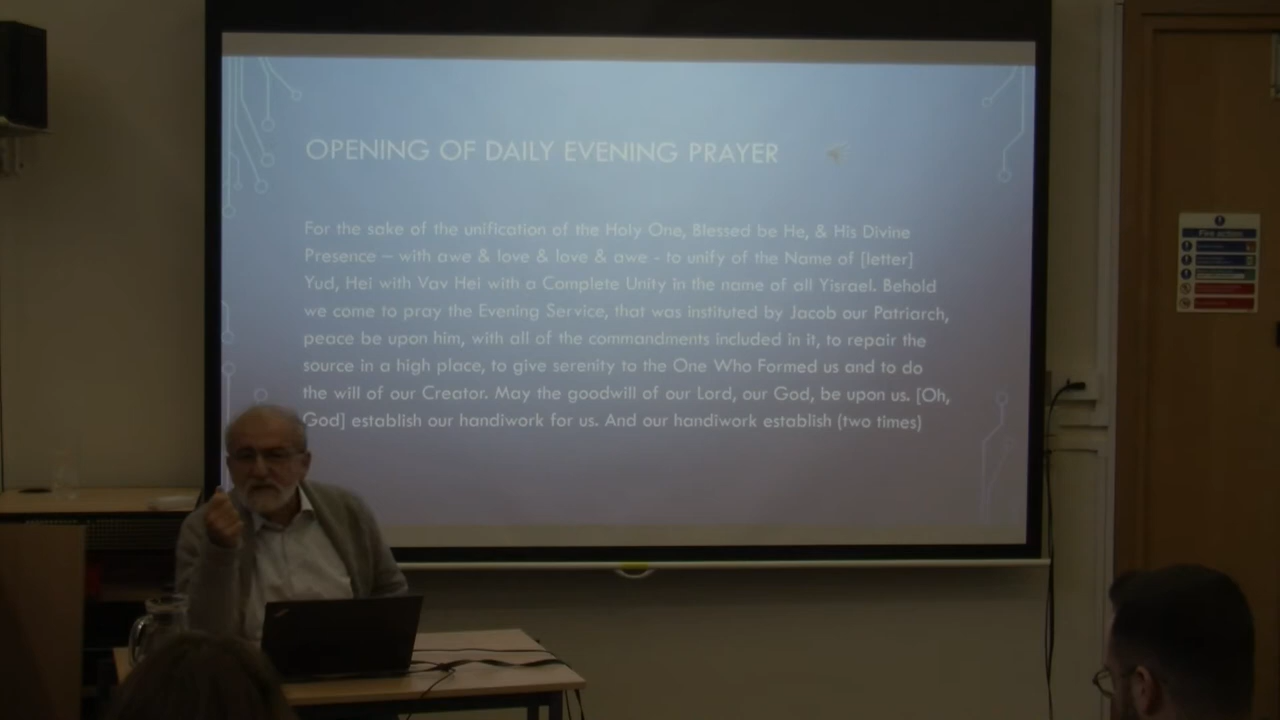 OPENING OF DAILY EVENING PRAYER
For the sake of the unification of the Holy One, Blessed be He, & His Divine
Presence – with awe & love & love & awe - to unify of the Name of [letter]
Yud, Hei with Vav Hei with a Complete Unity in the name of all Yisrael. Behold
we come to pray the Evening Service, that was instituted by Jacob our Patriarch,
peace be upon him, with all of the commandments included in it, to repair the
source in a high place, to give serenity to the One Who Formed us and to do
the will of our Creator. May the goodwill of our Lord, our God, be upon us. [Oh,
God] establish our handiwork for us. And our handiwork establish (two times)
Fire action